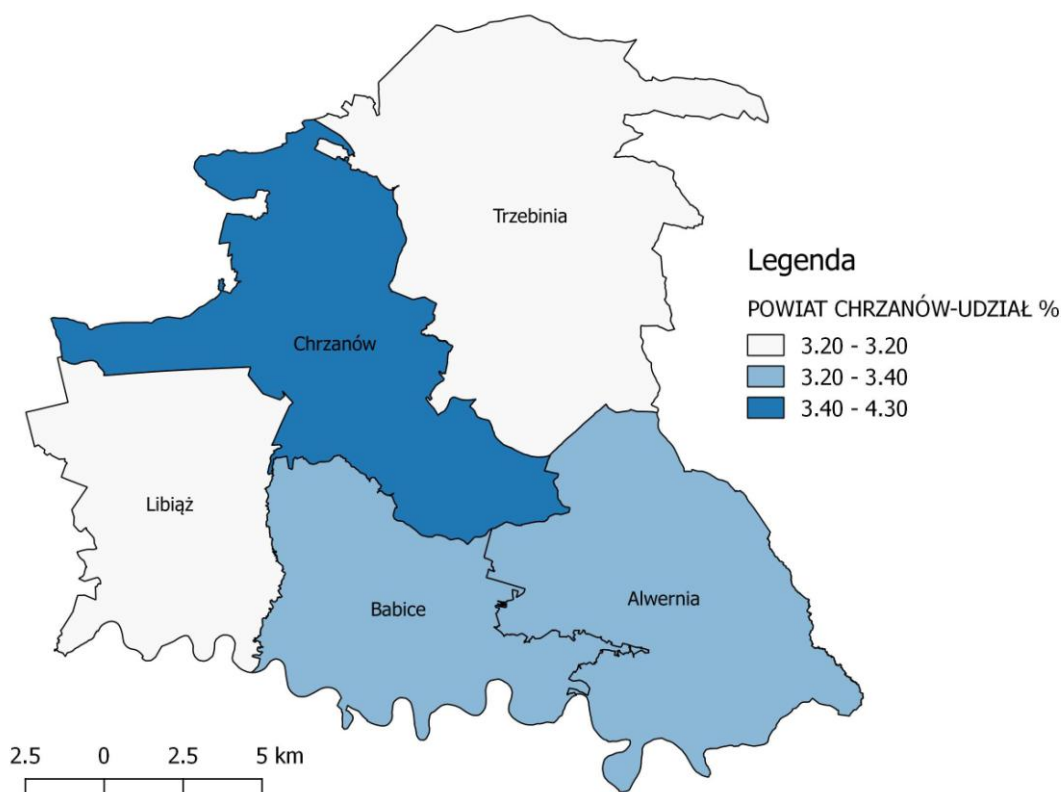 Trzebinia
Legenda
POWIAT CHRZANÓW-UDZIAŁ %
3.20 - 3.20
3.20 - 3.40
3.40 - 4.30
Chrzanów
Libiąż
Babice
Alwernia
2.5 0 2.5 5 km